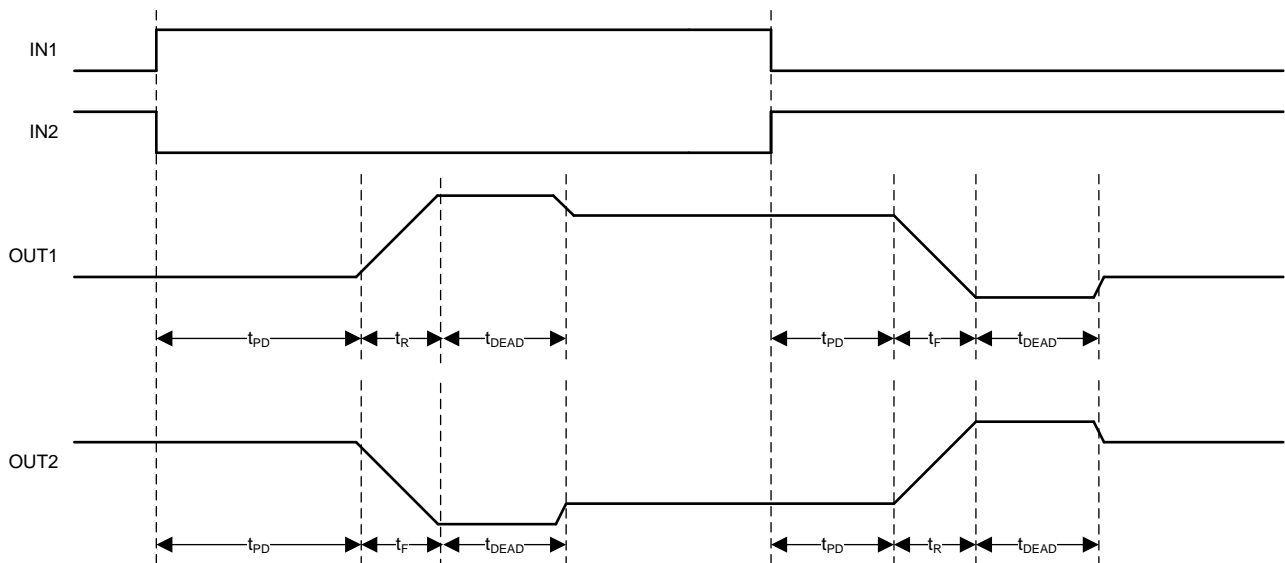 IN1
IN2
OUT1
tPD tR tDEAD tPD tF tDEAD
OUT2
tPD tF tDEAD tPD tR tDEAD